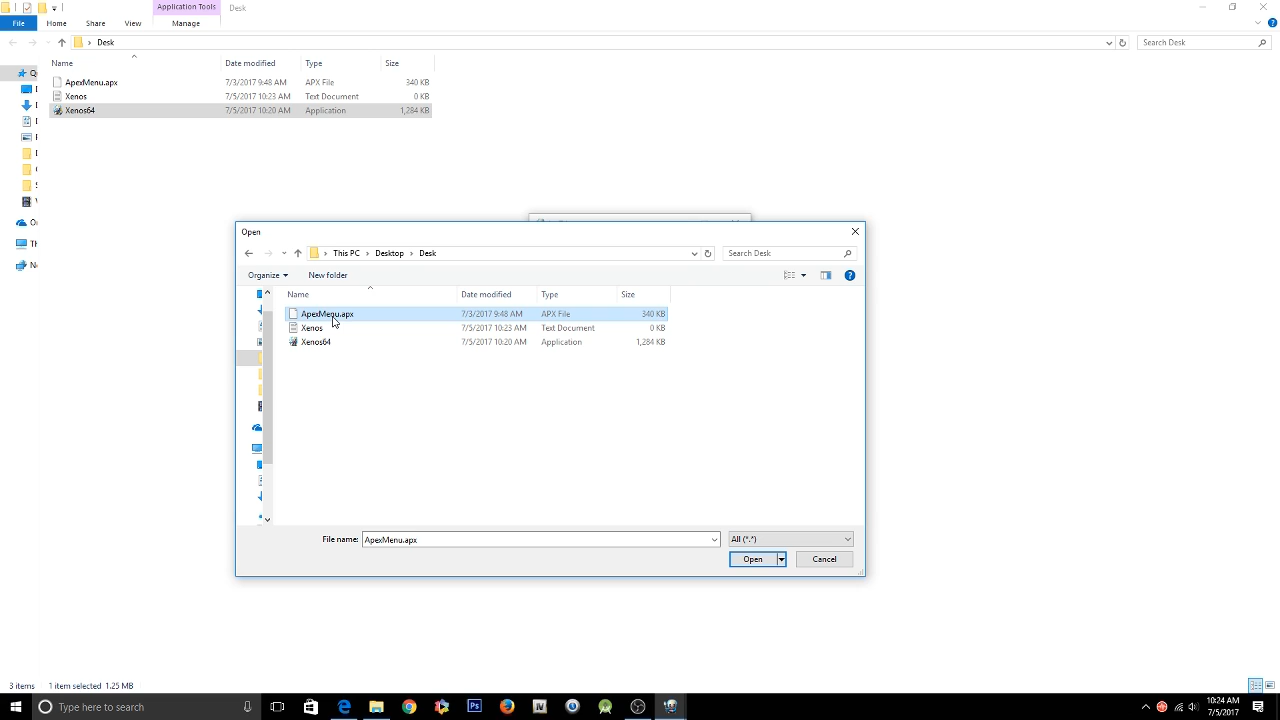 Application Tools
Desk
File
Home
Share
View
Manage
Desk
Search Desk
Name
Date modified
Type
Size
ApexMenu.apx
7/3/2017 9:48 AM
APX File
340 KB
Xenos
7/5/2017 10:23 AM
Text Document
0 KB
Xenos64
7/5/2017 10:20 AM
Application
1,284 KB
Open
This PC
Desktop
Desk
Search Desk
Organize
New folder
Name
Date modified
Type
Size
ApexMenu.apx
7/3/2017 9:48 AM
APX File
340 KB
Xenos
7/5/2017 10:23 AM
Text Document
0 KB
Xenos64
7/5/2017 10:20 AM
Application
1,284 KB
File name:
ApexMenu.apx
All (*.*)
Open
Cancel
3 items
1 item selected 1.25 MB
Type here to search
Ps
10:24 AM
7/5/2017